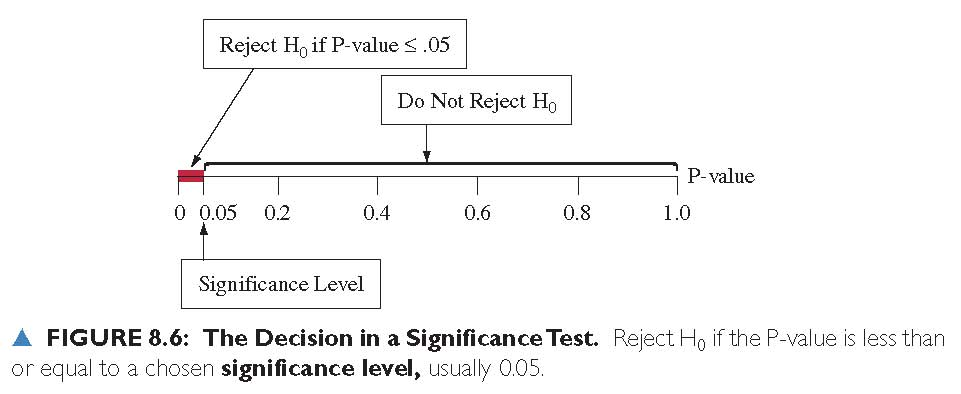 Reject H₀ if P-value ≤ .05
Do Not Reject H₀
P-value
0 0.05 0.2 0.4 0.6 0.8 1.0
Significance Level
▲ FIGURE 8.6: The Decision in a Significance Test. Reject H₀ if the P-value is less than
or equal to a chosen significance level, usually 0.05.